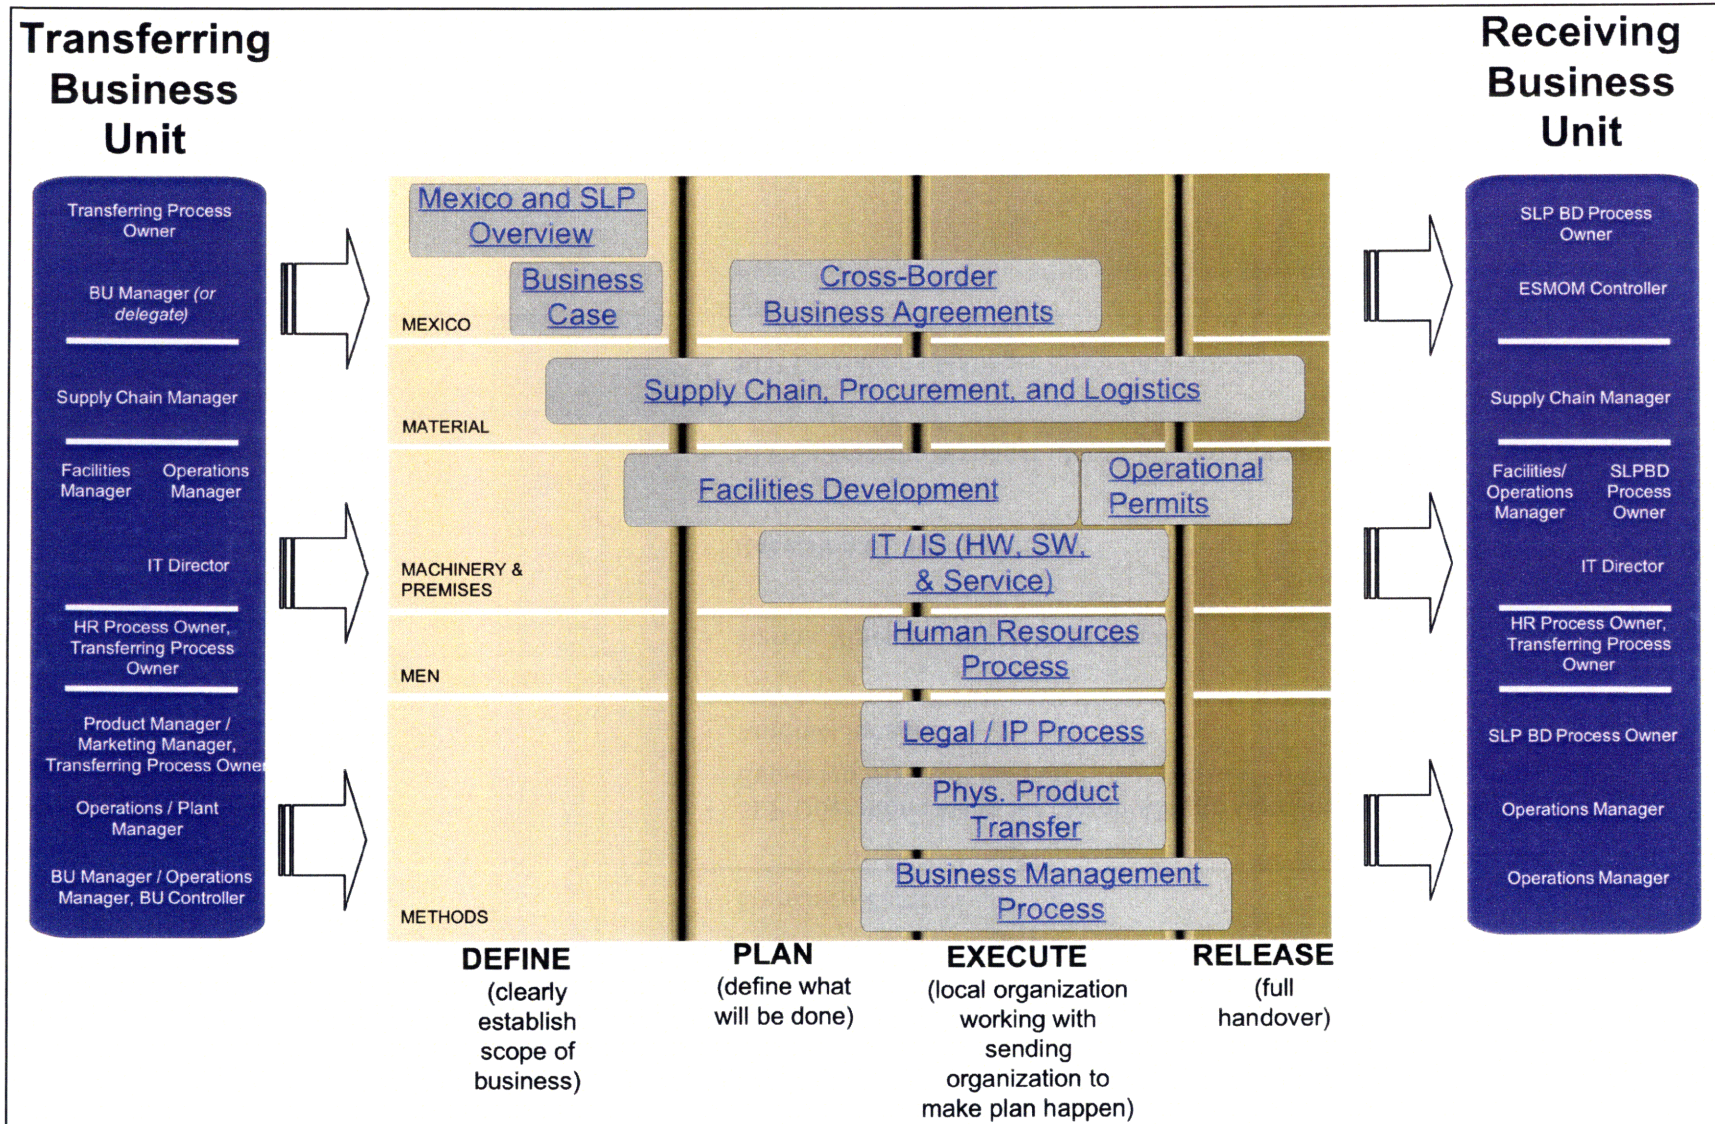 Transferring
Business
Unit
Transferring Process
Owner
BU Manager (or
delegate)
Supply Chain Manager
Facilities
Manager
Operations
Manager
IT Director
HR Process Owner,
Transferring Process
Owner
Product Manager /
Marketing Manager,
Transferring Process Owner
Operations / Plant
Manager
BU Manager / Operations
Manager, BU Controller
Mexico and SLP
Overview
Business
Case
Cross-Border
Business Agreements
MEXICO
Supply Chain, Procurement, and Logistics
MATERIAL
Facilities Development
Operational
Permits
IT / IS (HW, SW,
& Service)
MACHINERY &
PREMISES
Human Resources
Process
MEN
Legal / IP Process
Phys. Product
Transfer
Business Management
Process
METHODS
DEFINE
(clearly
establish
scope of
business)
PLAN
(define what
will be done)
EXECUTE
(local organization
working with
sending
organization to
make plan happen)
RELEASE
(full
handover)
Receiving
Business
Unit
SLP BD Process
Owner
ESMOM Controller
Supply Chain Manager
Facilities/
Operations
Manager
SLPBD
Process
Owner
IT Director
HR Process Owner,
Transferring Process
Owner
SLP BD Process Owner
Operations Manager
Operations Manager